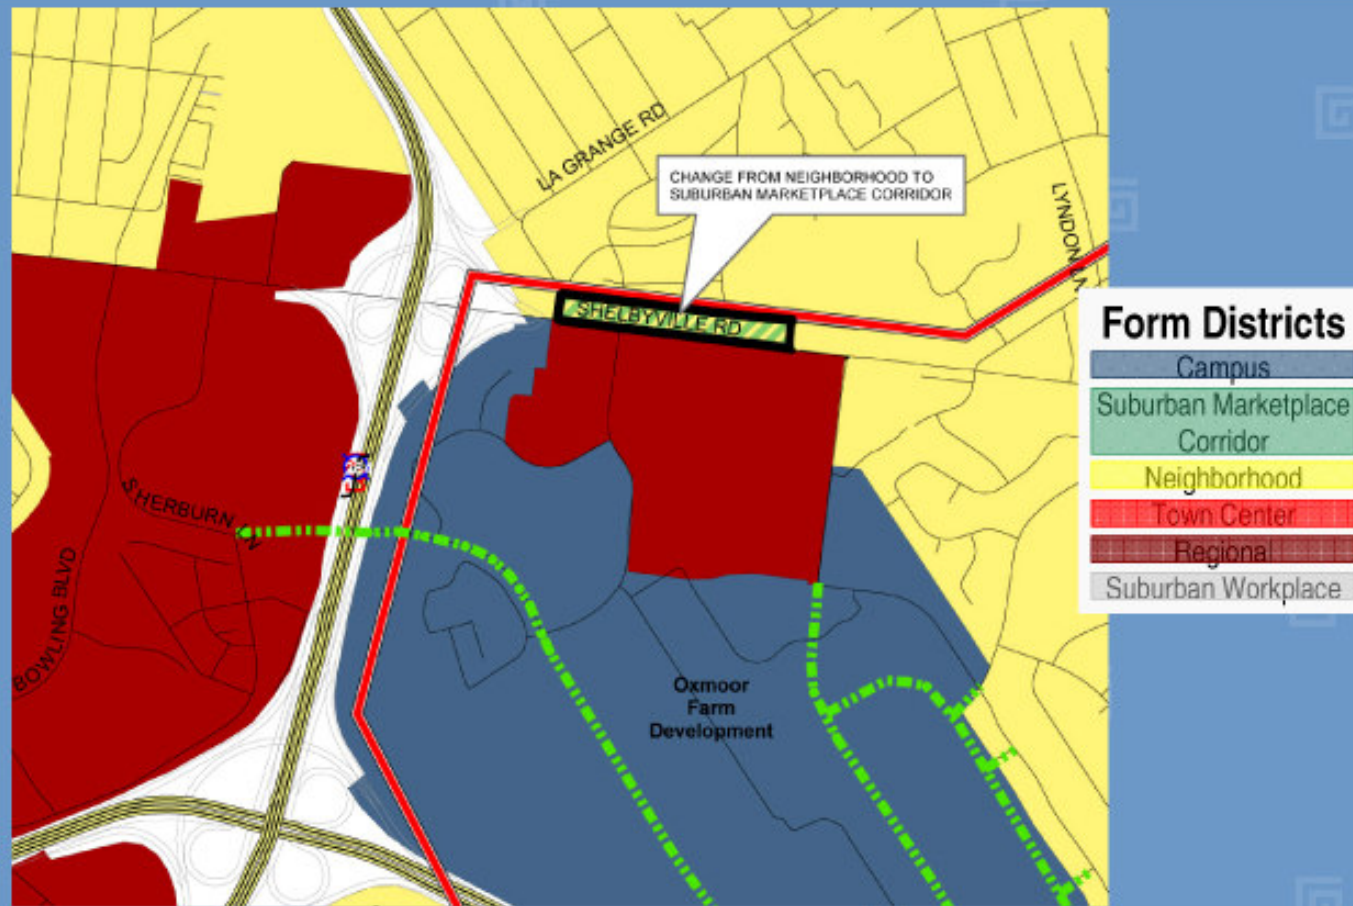 LA GRANGE RD
CHANGE FROM NEIGHBORHOOD TO
SUBURBAN MARKETPLACE CORRIDOR
LYNDON LN
SHELBYVILLE RD
Form Districts
Campus
Suburban Marketplace
Corridor
Neighborhood
Town Center
Regional
Suburban Workplace
SHERBURN LN
BOWLING BLVD
Oxmoor
Farm
Development